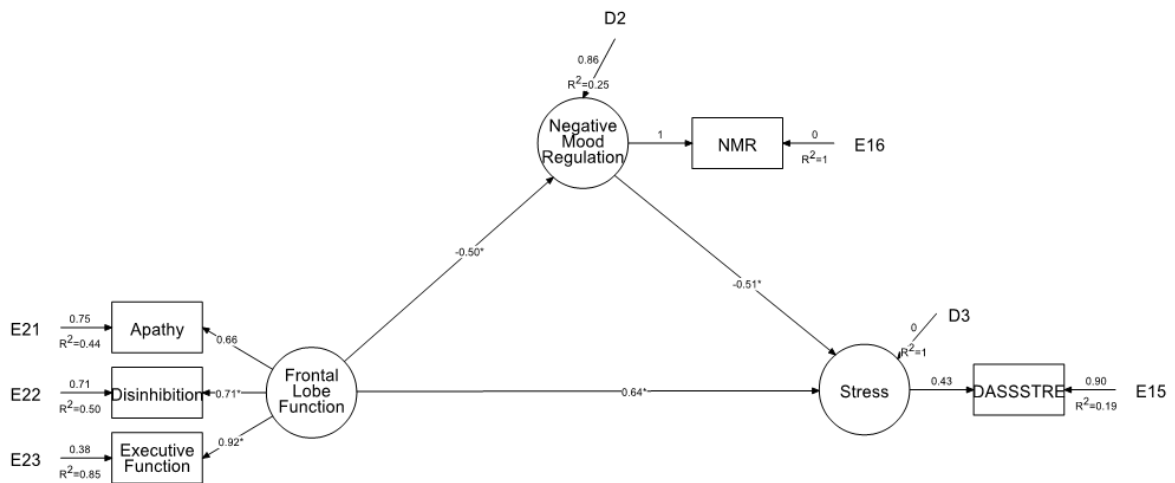 D2
0.86
R²=0.25
Negative
Mood
Regulation
1
NMR
0
R²=1
E16
-0.50*
-0.51*
E21
0.75
R²=0.44
Apathy
0.66
E22
0.71
R²=0.50
Disinhibition
0.71*
E23
0.38
R²=0.85
Executive
Function
0.92*
Frontal
Lobe
Function
0.64*
D3
0
R²=1
Stress
0.43
DASSSTRE
0.90
R²=0.19
E15